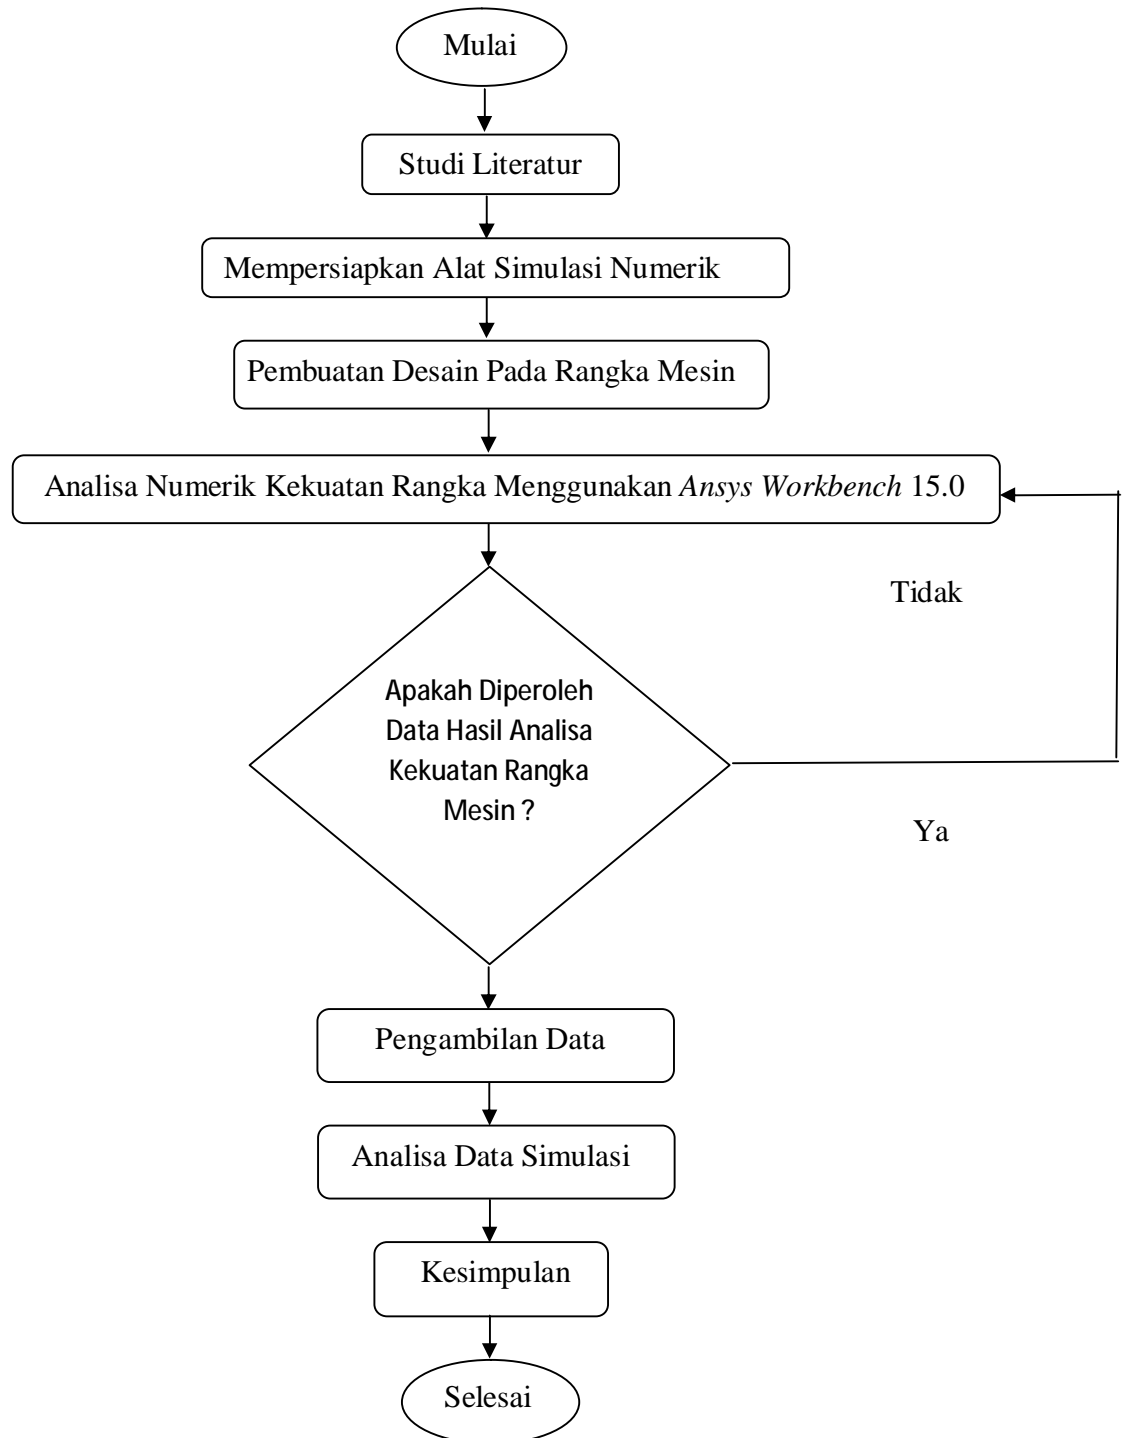 Mulai
Studi Literatur
Mempersiapkan Alat Simulasi Numerik
Pembuatan Desain Pada Rangka Mesin
Analisa Numerik Kekuatan Rangka Menggunakan Ansys Workbench 15.0
Tidak
Apakah Diperoleh
Data Hasil Analisa
Kekuatan Rangka
Mesin ?
Ya
Pengambilan Data
Analisa Data Simulasi
Kesimpulan
Selesai